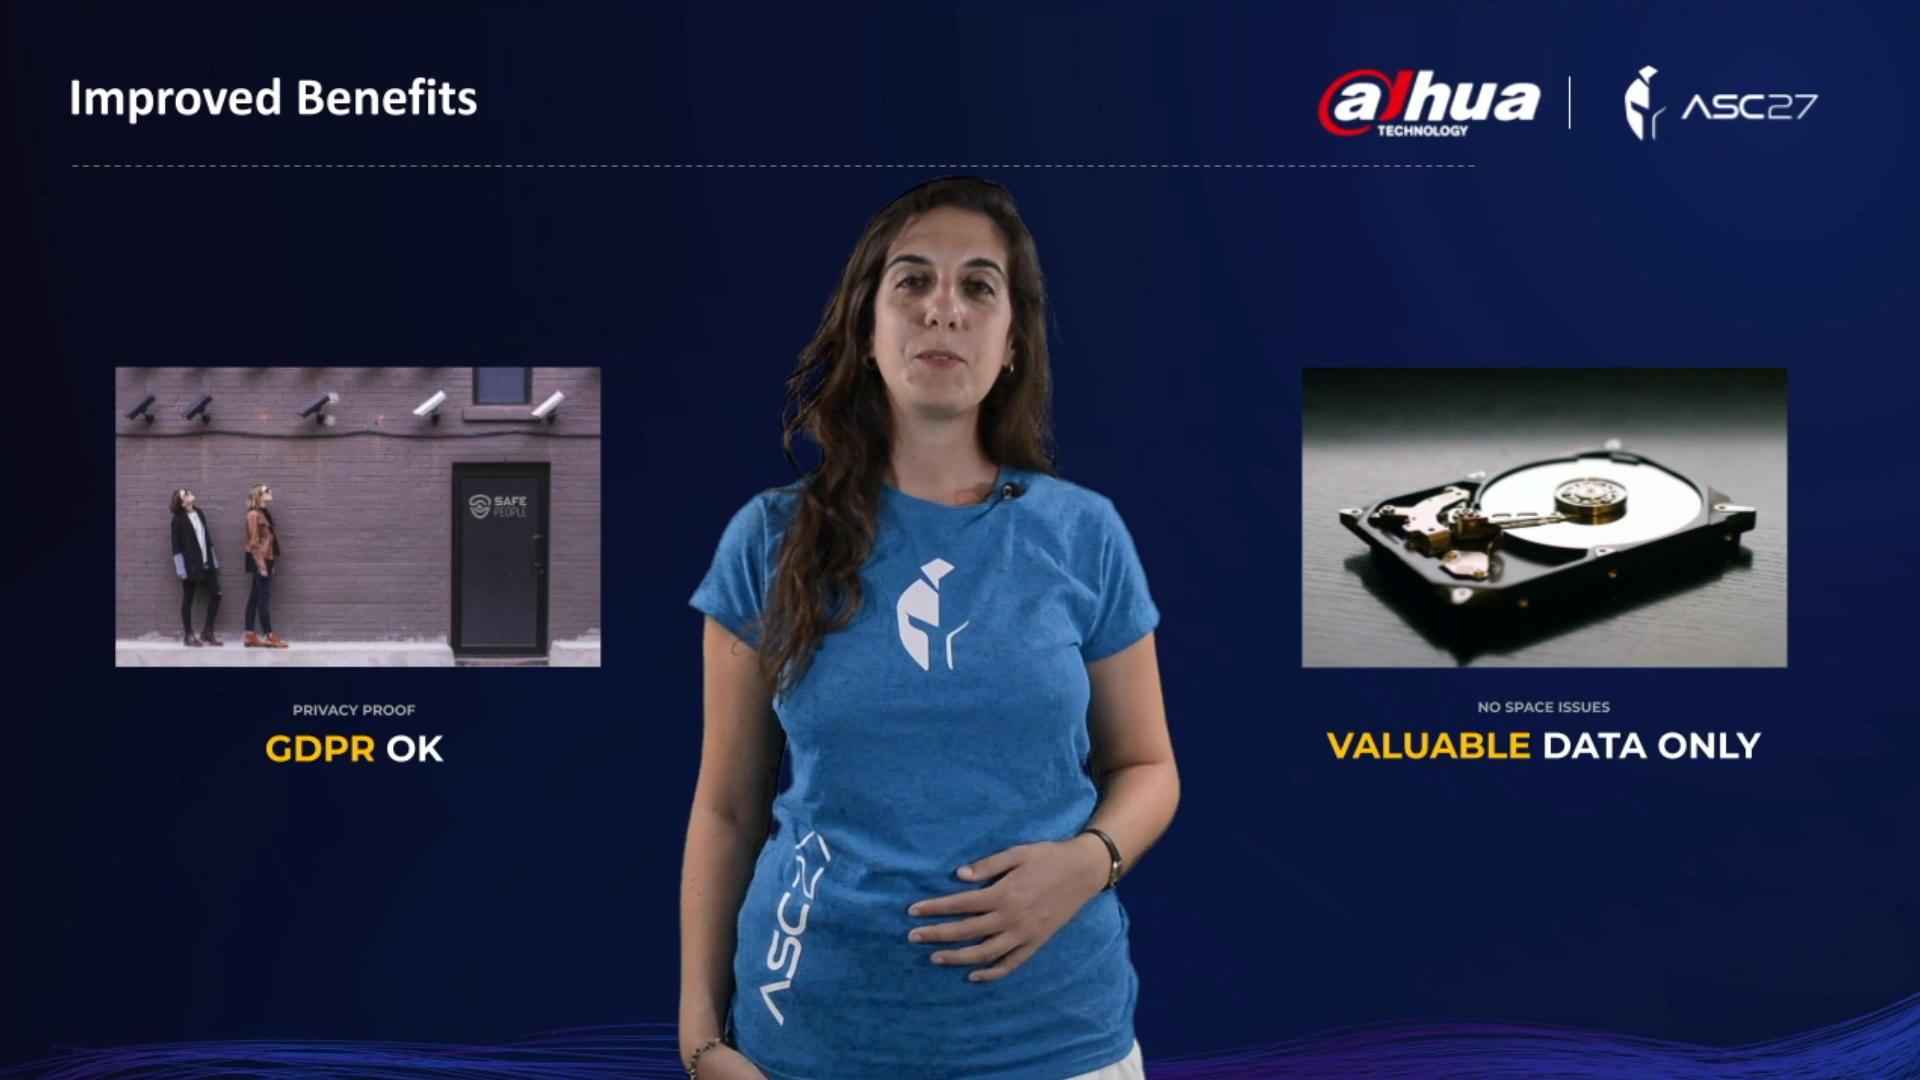 Improved Benefits
alhua
TECHNOLOGY
ASC27
SAFE
PEOPLE
PRIVACY PROOF
GDPR OK
NO SPACE ISSUES
VALUABLE DATA ONLY
ASC27